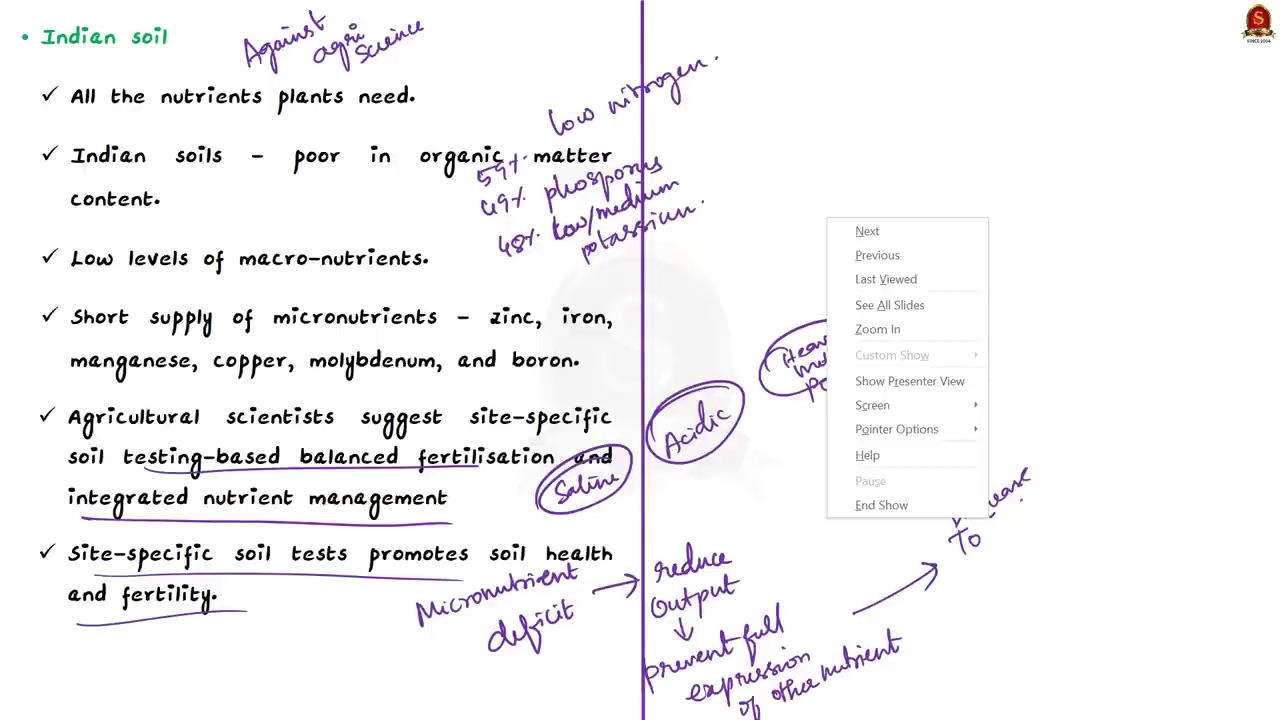 • Indian soil
Against
agri
science
✓ All the nutrients plants need.
low nitrogen.
✓ Indian soils - poor in organic matter
content.
59%.
49% phosporus
48% low/medium
potassium.
✓ Low levels of macro-nutrients.
✓ Short supply of micronutrients - zinc, iron,
manganese, copper, molybdenum, and boron.
✓ Agricultural scientists suggest site-specific
soil testing-based balanced fertilisation and
integrated nutrient management
Saline
Acidic
✓ Site-specific soil tests promotes soil health
and fertility.
Micronutrient
deficit
reduce
output
prevent full
expression
of other nutrient
To
Next
Previous
Last Viewed
See All Slides
Zoom In
Custom Show
Show Presenter View
Screen
Pointer Options
Help
Pause
End Show
S
SINCE 2004